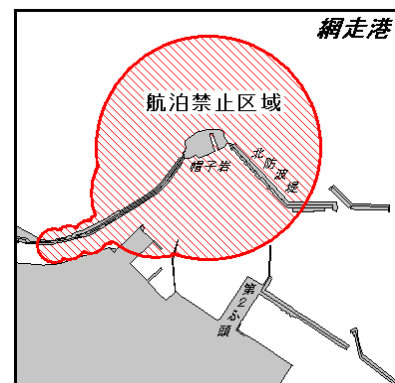 網走港
航泊禁止区域
帽子岩
北防波堤
第2ふ頭